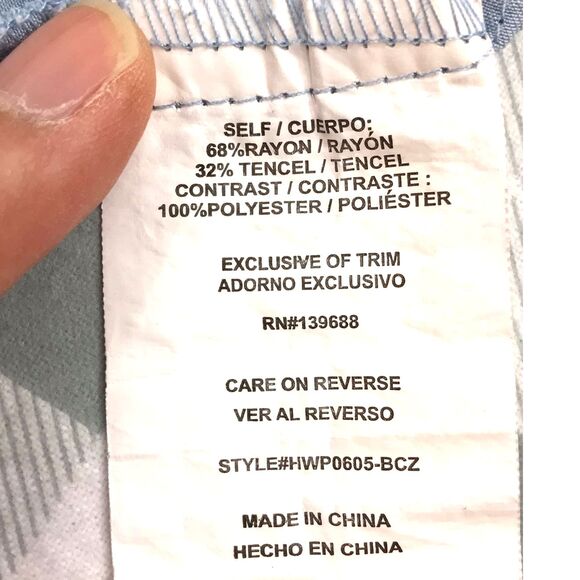 SELF / CUERPO;
68%RAYON / RAYÓN
32% TENCEL / TENCEL
CONTRAST / CONTRASTE :
100%POLYESTER / POLIÉSTER
EXCLUSIVE OF TRIM
ADORNO EXCLUSIVO
RN#139688
CARE ON REVERSE
VER AL REVERSO
STYLE#HWP0605-BCZ
MADE IN CHINA
HECHO EN CHINA